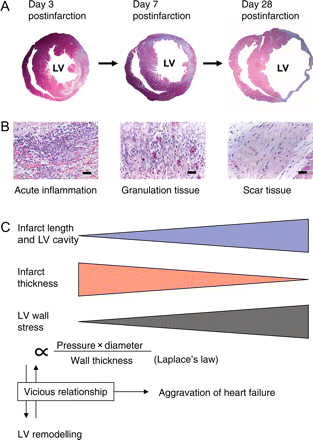 A
Day 3
postinfarction
Day 7
postinfarction
Day 28
postinfarction
LV
LV
LV
B
Acute inflammation
Granulation tissue
Scar tissue
C
Infarct length
and LV cavity
Infarct
thickness
LV wall
stress
∝ Pressure × diameter
Wall thickness
(Laplace's law)
Vicious relationship
Aggravation of heart failure
LV remodelling